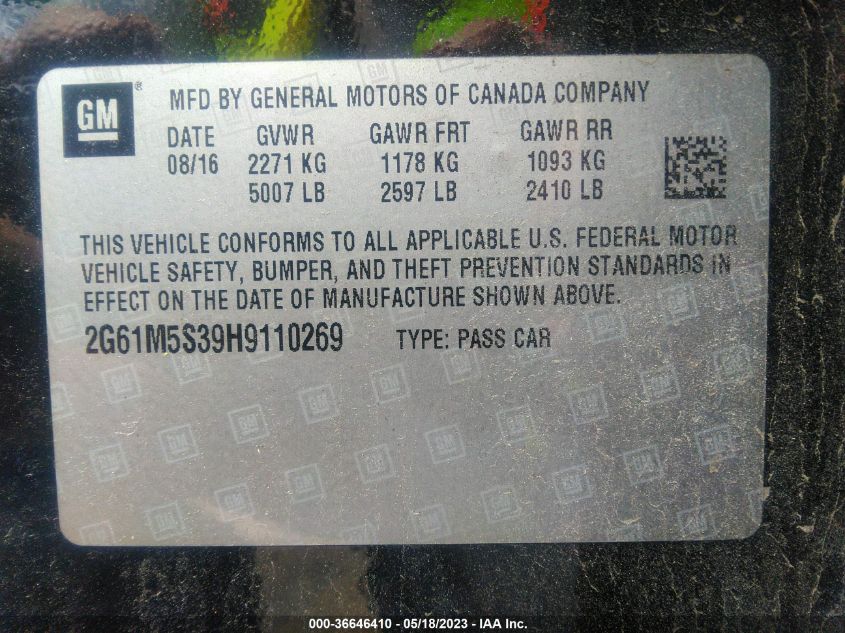 GM ®
MFD BY GENERAL MOTORS OF CANADA COMPANY
DATE GVWR GAWR FRT GAWR RR
08/16 2271 KG 1178 KG 1093 KG
5007 LB 2597 LB 2410 LB
THIS VEHICLE CONFORMS TO ALL APPLICABLE U.S. FEDERAL MOTOR
VEHICLE SAFETY, BUMPER, AND THEFT PREVENTION STANDARDS IN
EFFECT ON THE DATE OF MANUFACTURE SHOWN ABOVE.
2G61M5S39H9110269 TYPE: PASS CAR
000-36646410 - 05/18/2023 - IAA Inc.